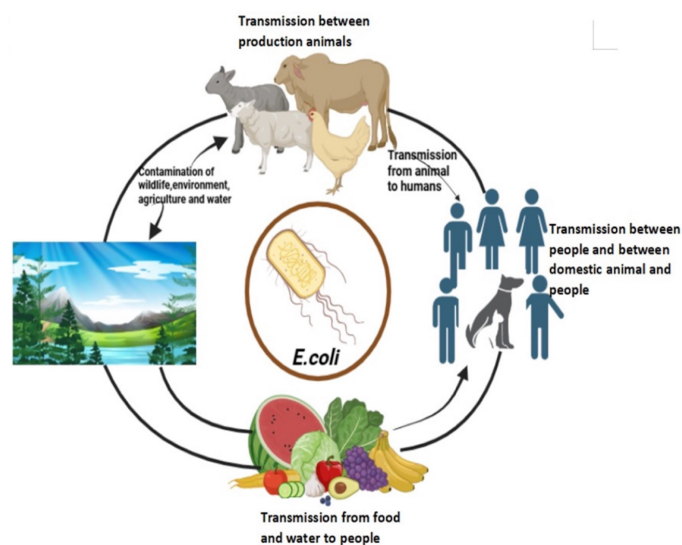 Transmission between
production animals
Contamination of
wildlife,environment,
agriculture and water
Transmission
from animal
to humans
Transmission between
people and between
domestic animal and
people
E.coli
Transmission from food
and water to people